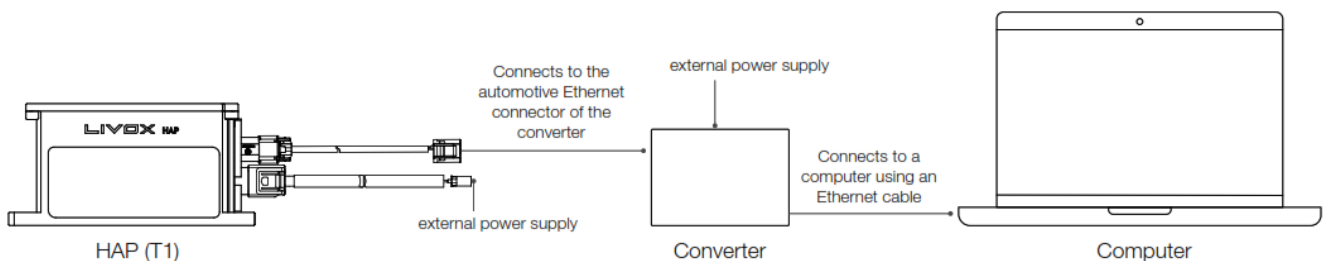 LIVOX HAP
Connects to the
automotive Ethernet
connector of the
converter
external power supply
external power supply
Connects to a
computer using an
Ethernet cable
HAP (T1)
Converter
Computer